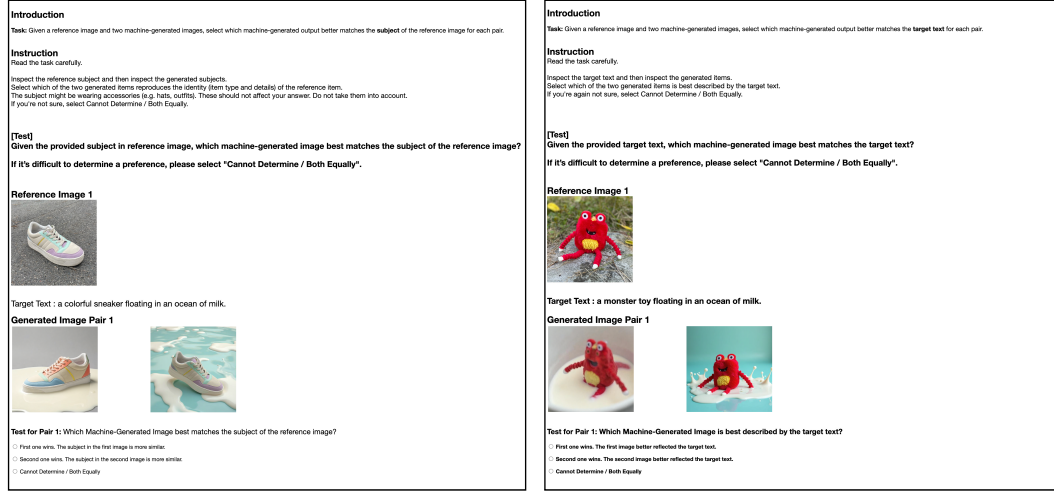 Introduction
Task: Given a reference image and two machine-generated images, select which machine-generated output better matches the subject of the reference image for each pair.
Instruction
Read the task carefully.
Inspect the reference subject and then inspect the generated subjects.
Select which of the two generated items reproduces the identity (item type and details) of the reference item.
The subject might be wearing accessories (e.g. hats, outfits). These should not affect your answer. Do not take them into account.
If you're not sure, select Cannot Determine / Both Equally.
[Test]
Given the provided subject in reference image, which machine-generated image best matches the subject of the reference image?
If it's difficult to determine a preference, please select "Cannot Determine / Both Equally".
Reference Image 1
Target Text : a colorful sneaker floating in an ocean of milk.
Generated Image Pair 1
Test for Pair 1: Which Machine-Generated Image best matches the subject of the reference image?
First one wins. The subject in the first image is more similar.
Second one wins. The subject in the second image is more similar.
Cannot Determine / Both Equally
Introduction
Task: Given a reference image and two machine-generated images, select which machine-generated output better matches the target text for each pair.
Instruction
Read the task carefully.
Inspect the target text and then inspect the generated items.
Select which of the two generated items is best described by the target text.
If you're again not sure, select Cannot Determine / Both Equally.
[Test]
Given the provided target text, which machine-generated image best matches the target text?
If it's difficult to determine a preference, please select "Cannot Determine / Both Equally".
Reference Image 1
Target Text : a monster toy floating in an ocean of milk.
Generated Image Pair 1
Test for Pair 1: Which Machine-Generated Image is best described by the target text?
First one wins. The first image better reflected the target text.
Second one wins. The second image better reflected the target text.
Cannot Determine / Both Equally